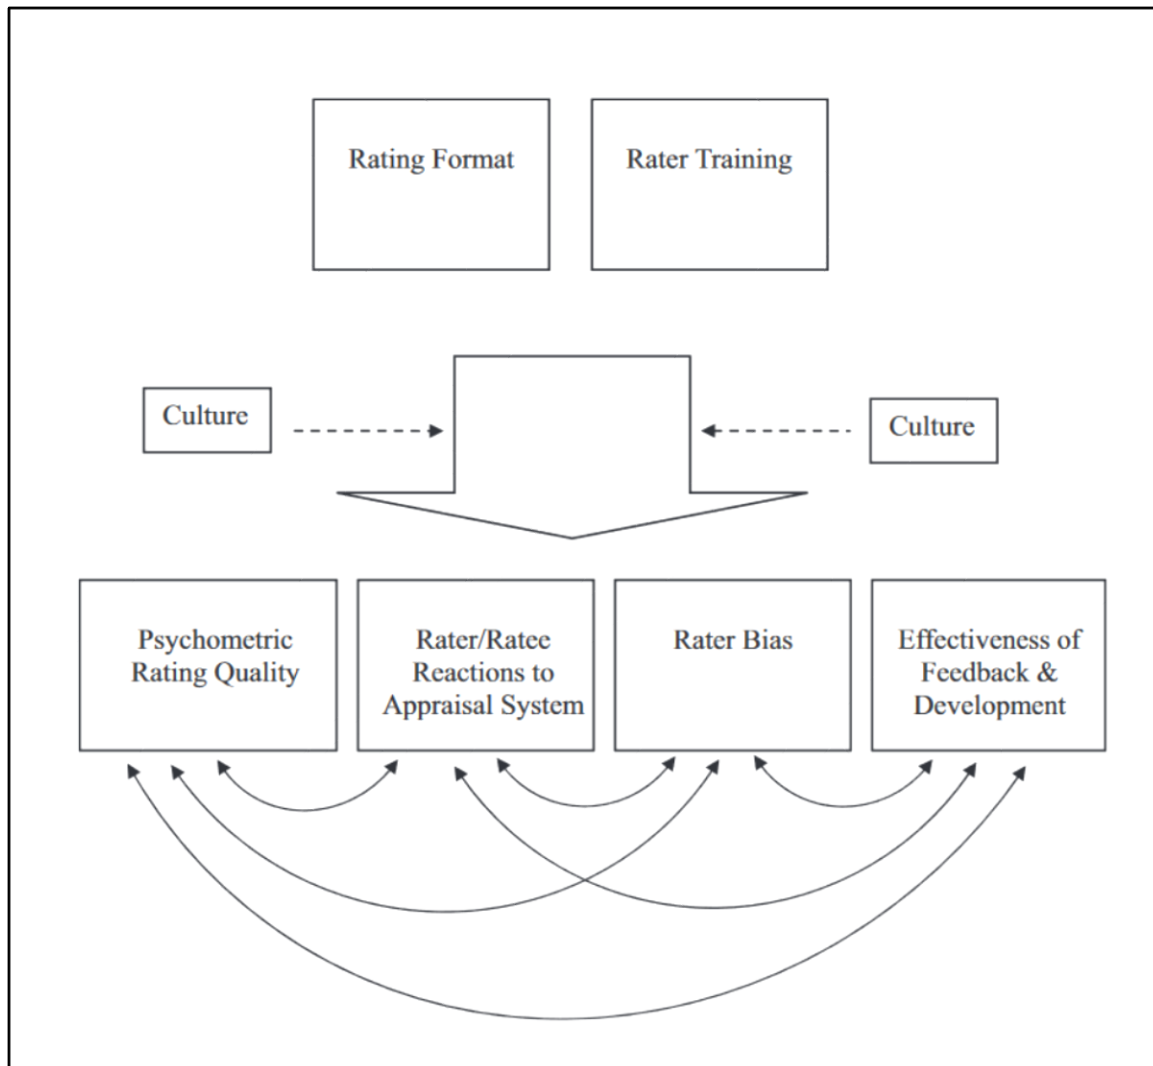 Rating Format
Rater Training
Culture
Culture
Psychometric
Rating Quality
Rater/Ratee
Reactions to
Appraisal System
Rater Bias
Effectiveness of
Feedback &
Development